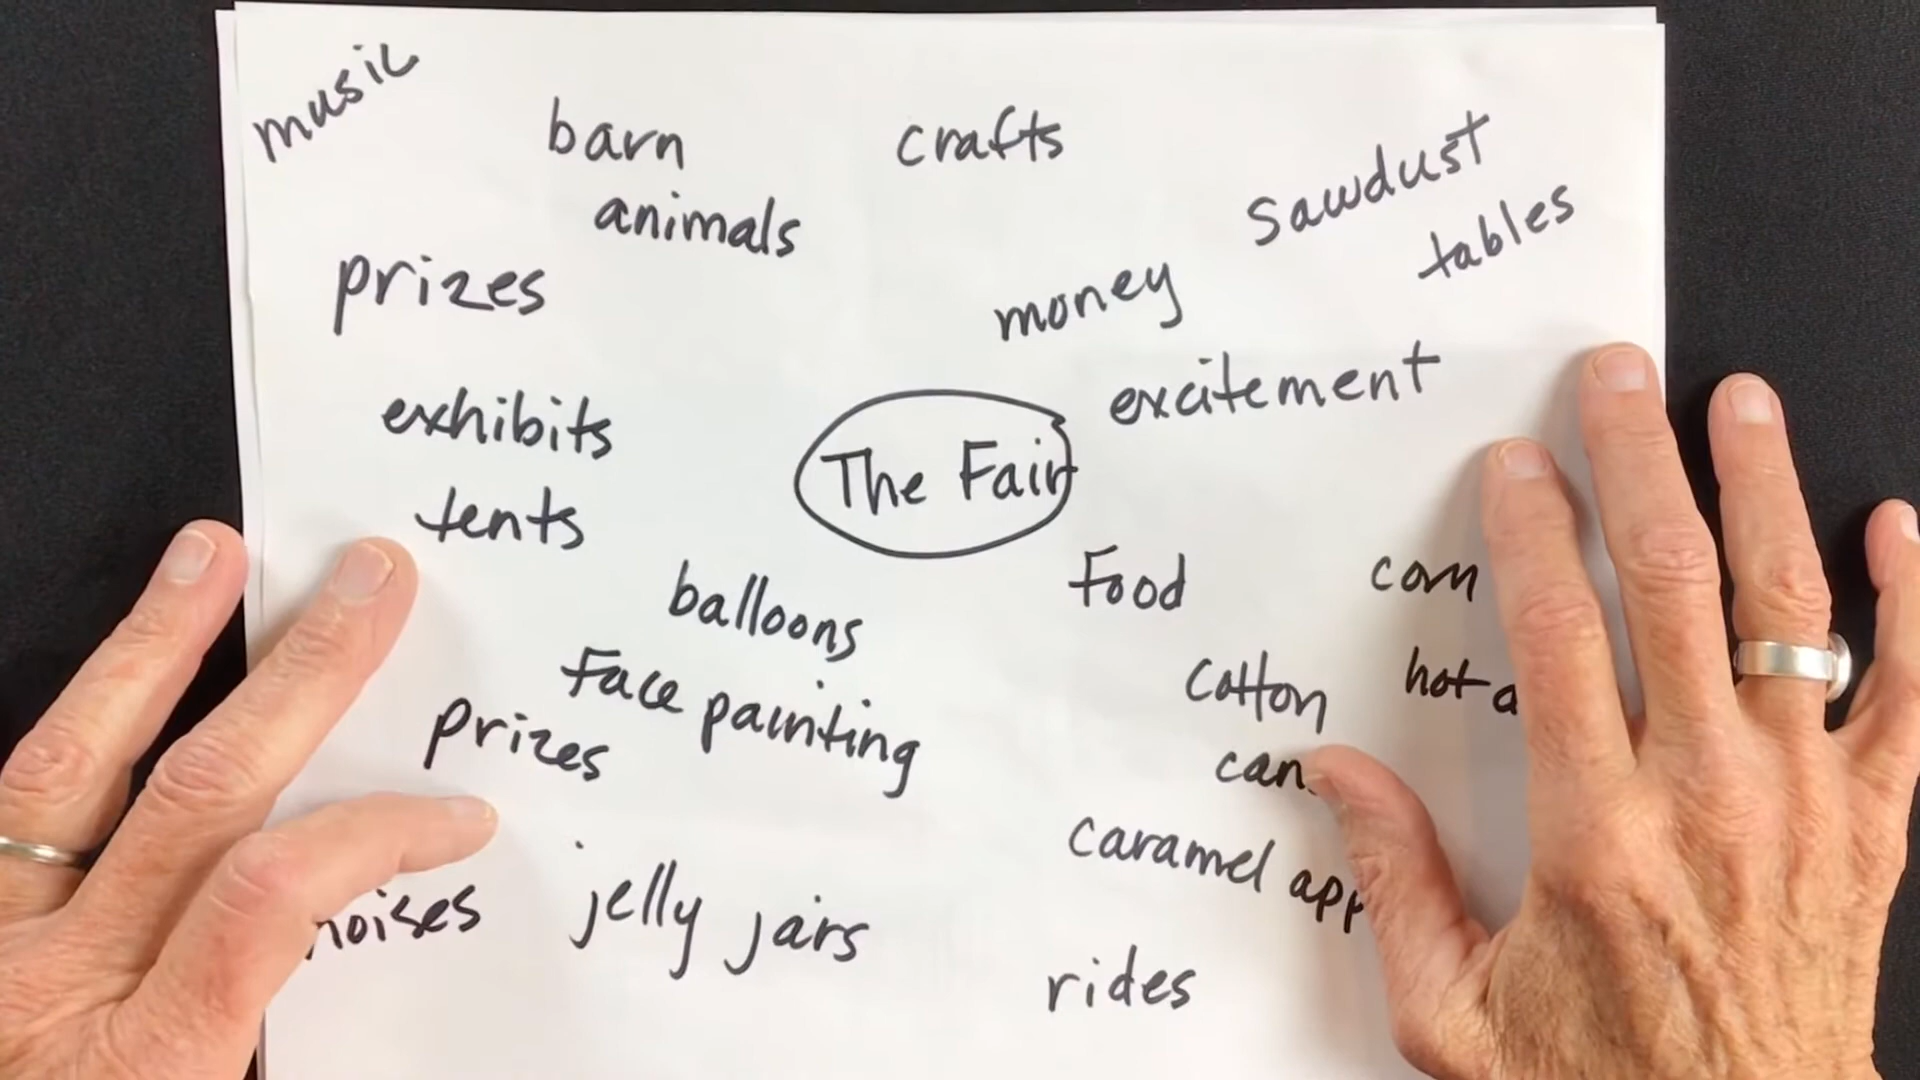 music
barn
animals
crafts
sawdust
tables
prizes
money
excitement
exhibits
The Fair
tents
balloons
Food
corn
Face painting
cotton
hot
prizes
caramel
noises
jelly jars
rides